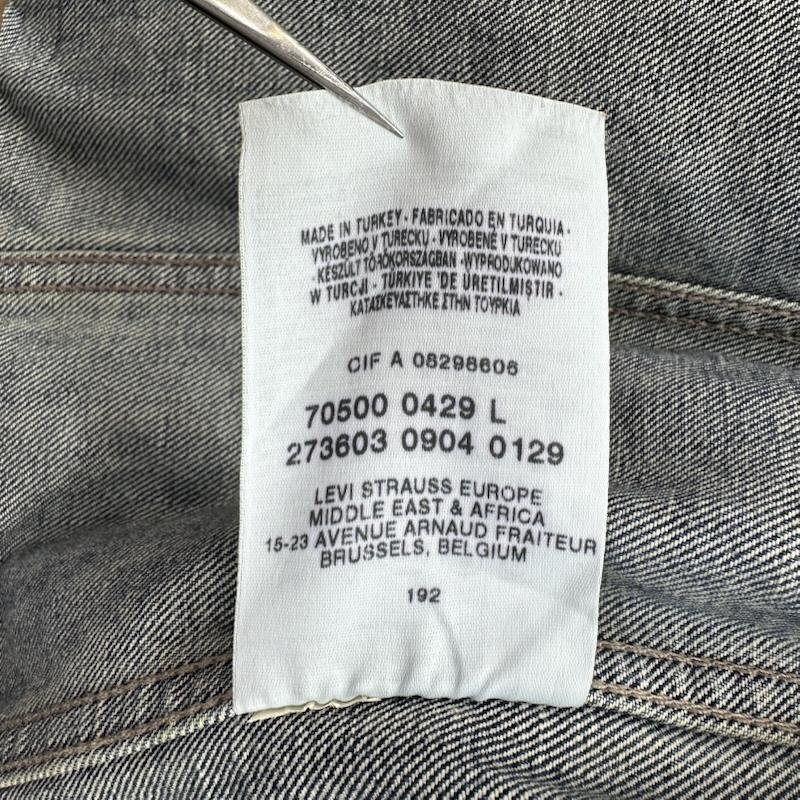 MADE IN TURKEY · FABRICADO EN TURQUIA ·
VYROBENO V TURECKU · VYROBENÉ V TURECKU
· KÉSZÜLT TÖRÖKORSZÁGBAN · WYPRODUKOWANO
W TURCJI · TÜRKIYE 'DE ÜRETILMISTIR ·
ΚΑΤΑΣΚΕΥΑΣΤΗΚΕ ΣΤΗΝ ΤΟΥΡΚΙΑ
CIF A 08298606
70500 0429 L
273603 0904 0129
LEVI STRAUSS EUROPE
MIDDLE EAST & AFRICA
15-23 AVENUE ARNAUD FRAITEUR
BRUSSELS, BELGIUM
192